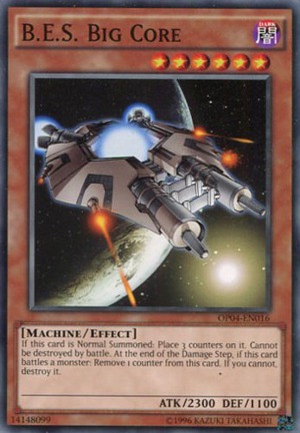 B.E.S. Big Core
DARK
闇
OP04-EN016
[Machine/Effect]
If this card is Normal Summoned: Place 3 counters on it. Cannot
be destroyed by battle. At the end of the Damage Step, if this card
battles a monster: Remove 1 counter from this card. If you cannot,
destroy it.
ATK/2300 DEF/1100
14148099
©1996 KAZUKI TAKAHASHI